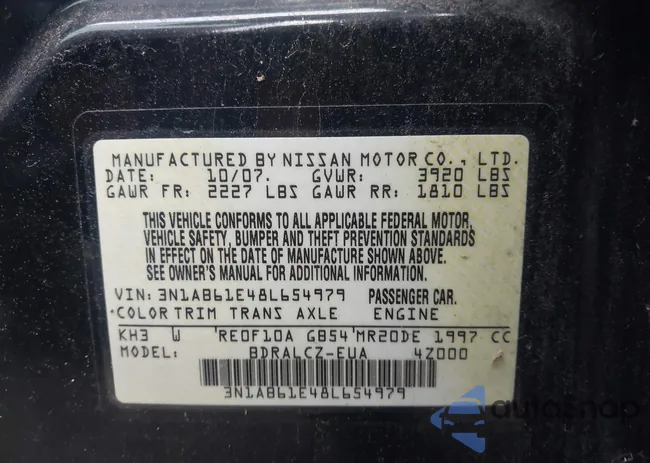 MANUFACTURED BY NISSAN MOTOR CO., LTD.
DATE: 10/07. GVWR: 3920 LBS
GAWR FR: 2227 LBS GAWR RR: 1810 LBS
THIS VEHICLE CONFORMS TO ALL APPLICABLE FEDERAL MOTOR,
VEHICLE SAFETY, BUMPER AND THEFT PREVENTION STANDARDS
IN EFFECT ON THE DATE OF MANUFACTURE SHOWN ABOVE.
SEE OWNER'S MANUAL FOR ADDITIONAL INFORMATION.
VIN: 3N1AB61E48L654979 PASSENGER CAR.
COLOR TRIM TRANS AXLE ENGINE
KH3 W RE0F10A G854 MR20DE 1997 CC
MODEL: BDRALCZ-EUA 4Z000
3N1AB61E48L654979
autosnap